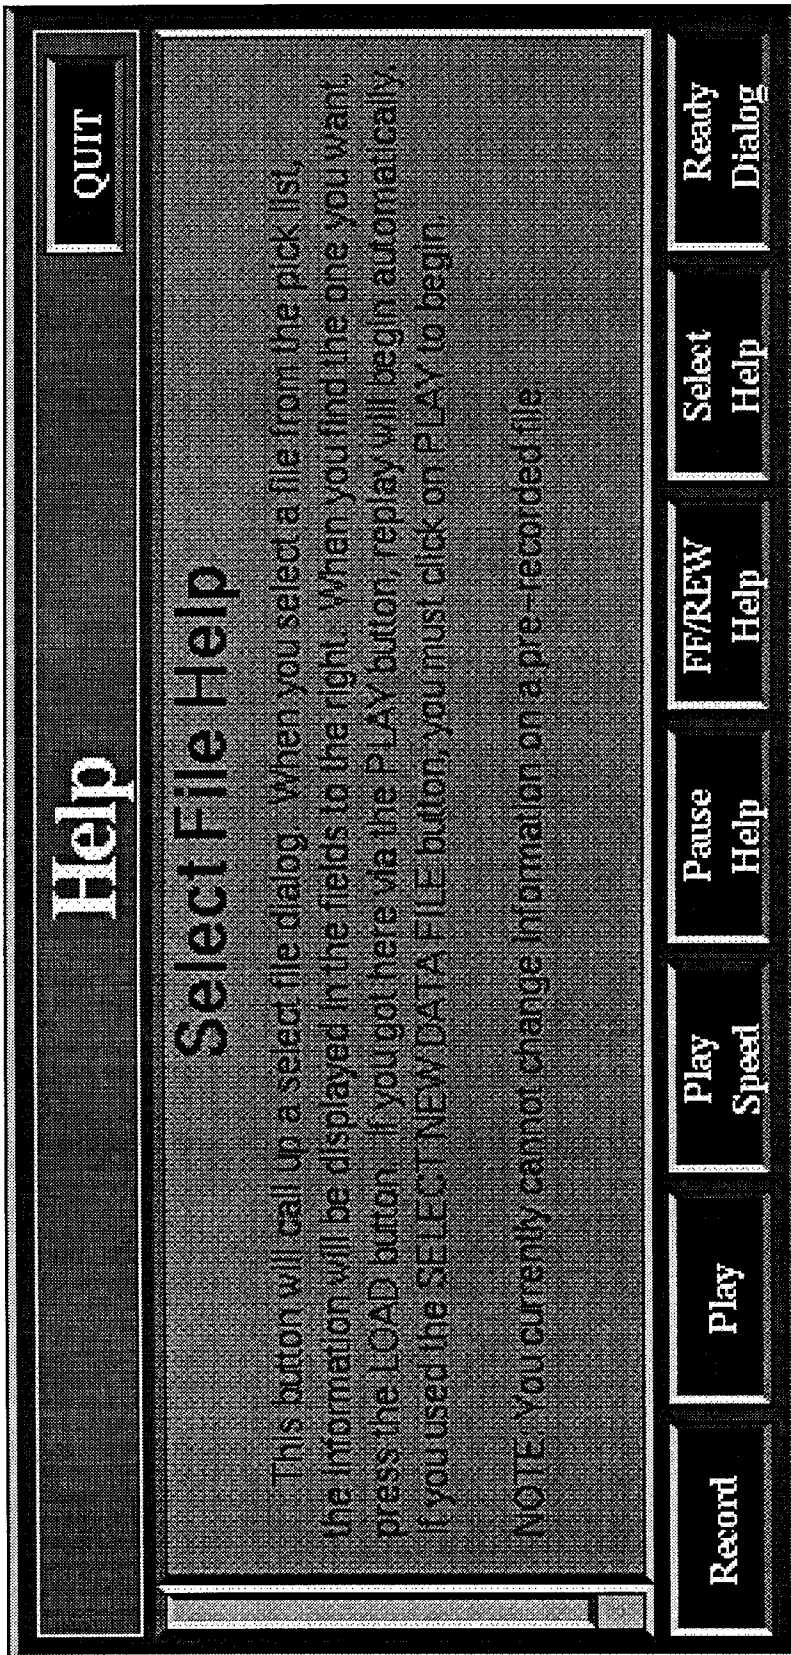 Help
QUIT
Select File Help
This button will call up a select file dialog. When you select a file from the pick list,
the information will be displayed in the fields to the right. When you find the one you want,
press the LOAD button. If you got here via the PLAY button, replay will begin automatically.
If you used the SELECT NEW DATA FILE button, you must click on PLAY to begin.
NOTE: You currently cannot change information on a pre-recorded file.
Record
Play
Play
Speed
Pause
Help
FF/REW
Help
Select
Help
Ready
Dialog